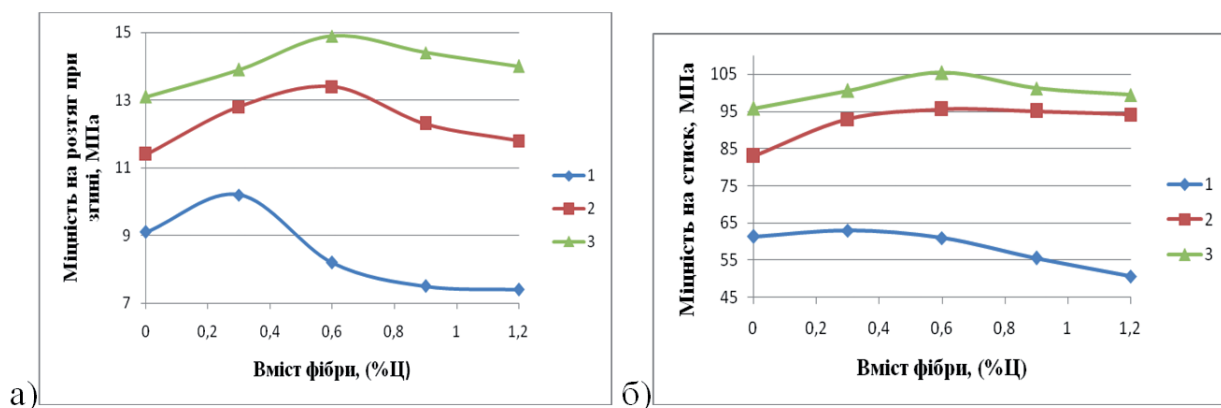 Міцність на розтяг при
згині, МПа
15
13
11
9
7
0 0,2 0,4 0,6 0,8 1 1,2
Вміст фібри, (%Ц)
1
2
3
а)
Міцність на стиск, МПа
105
95
85
75
65
55
45
0 0,2 0,4 0,6 0,8 1 1,2
Вміст фібри, (%Ц)
1
2
3
б)